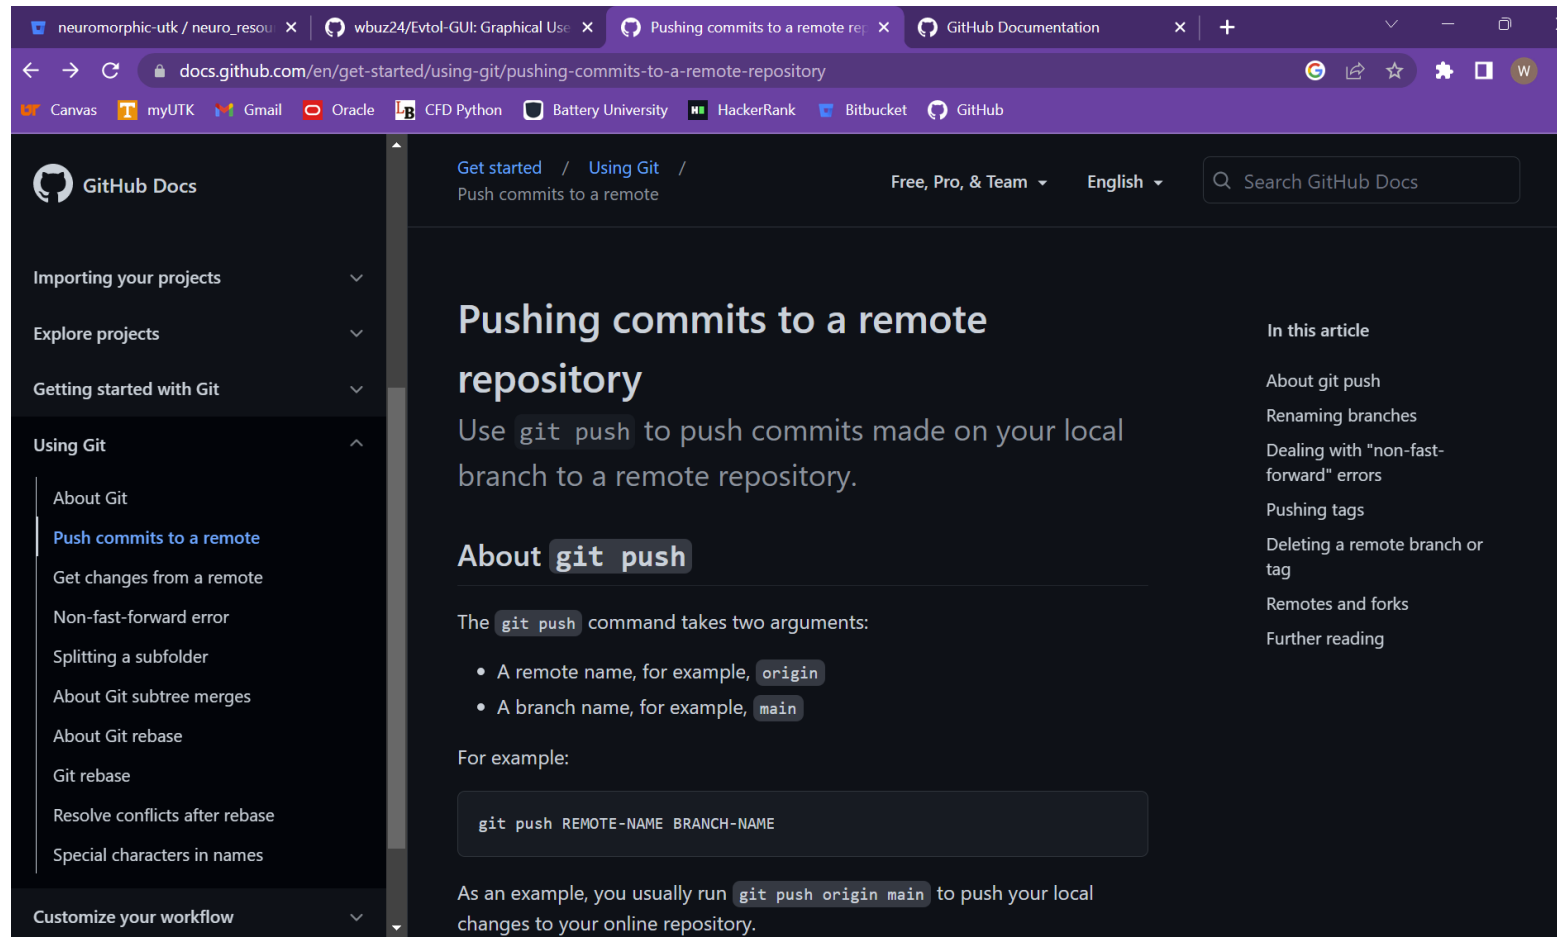 neuromorphic-utk / neuro_resou
wbuz24/Evtol-GUI: Graphical Use
Pushing commits to a remote rep
GitHub Documentation
docs.github.com/en/get-started/using-git/pushing-commits-to-a-remote-repository
G
W
UT Canvas
T myUTK
Gmail
Oracle
LB CFD Python
Battery University
H HackerRank
Bitbucket
GitHub
GitHub Docs
Get started / Using Git /
Push commits to a remote
Free, Pro, & Team
English
Search GitHub Docs
Importing your projects
Explore projects
Getting started with Git
Using Git
About Git
Push commits to a remote
Get changes from a remote
Non-fast-forward error
Splitting a subfolder
About Git subtree merges
About Git rebase
Git rebase
Resolve conflicts after rebase
Special characters in names
Customize your workflow
Pushing commits to a remote
repository
Use git push to push commits made on your local
branch to a remote repository.
About git push
The git push command takes two arguments:
• A remote name, for example, origin
• A branch name, for example, main
For example:
git push REMOTE-NAME BRANCH-NAME
As an example, you usually run git push origin main to push your local
changes to your online repository.
In this article
About git push
Renaming branches
Dealing with "non-fast-
forward" errors
Pushing tags
Deleting a remote branch or
tag
Remotes and forks
Further reading